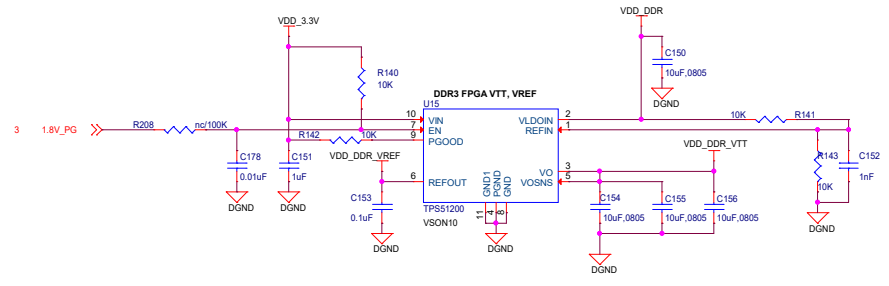 VDD_DDR
VDD_3.3V
C150
10uF,0805
R140
10K
DGND
DDR3 FPGA VTT, VREF
U15
10 VIN VLDOIN 2 10K R141
3 1.8V_PG R208 nc/100K 7 EN REFIN 1
R142 10K 9 PGOOD
VDD_DDR_VTT
C178
0.01uF
C151
1uF
VDD_DDR_VREF
R143
10K
C152
1nF
VO 3
6 REFOUT VOSNS 5
GND1 PGND GND
DGND
DGND
C153
0.1uF
C154
10uF,0805
C155
10uF,0805
C156
10uF,0805
TPS51200
11 4 8
VSON10
DGND
DGND
DGND
DGND